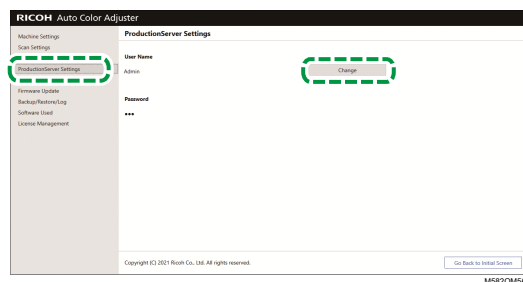 RICOH Auto Color Adjuster
Machine Settings
Scan Settings
ProductionServer Settings
Firmware Update
Backup/Restore/Log
Software Used
License Management
ProductionServer Settings
User Name
Admin
Change
Password
•••
Copyright (C) 2021 Ricoh Co., Ltd. All rights reserved.
Go Back to Initial Screen